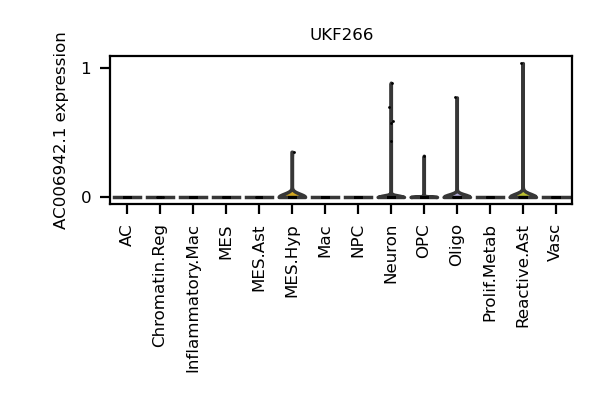 UKF266
AC006942.1 expression
1
0
AC
Chromatin.Reg
Inflammatory.Mac
MES
MES.Ast
MES.Hyp
Mac
NPC
Neuron
OPC
Oligo
Prolif.Metab
Reactive.Ast
Vasc